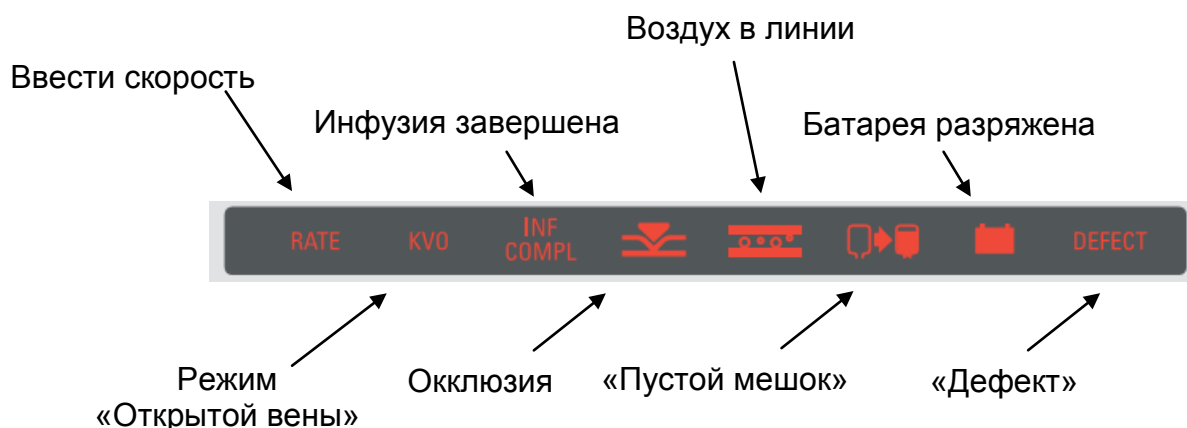 Воздух в линии
Ввести скорость
Инфузия завершена
Батарея разряжена
RATE
KVO
INF
COMPL
DEFECT
Режим
«Открытой вены»
Окклюзия
«Пустой мешок»
«Дефект»